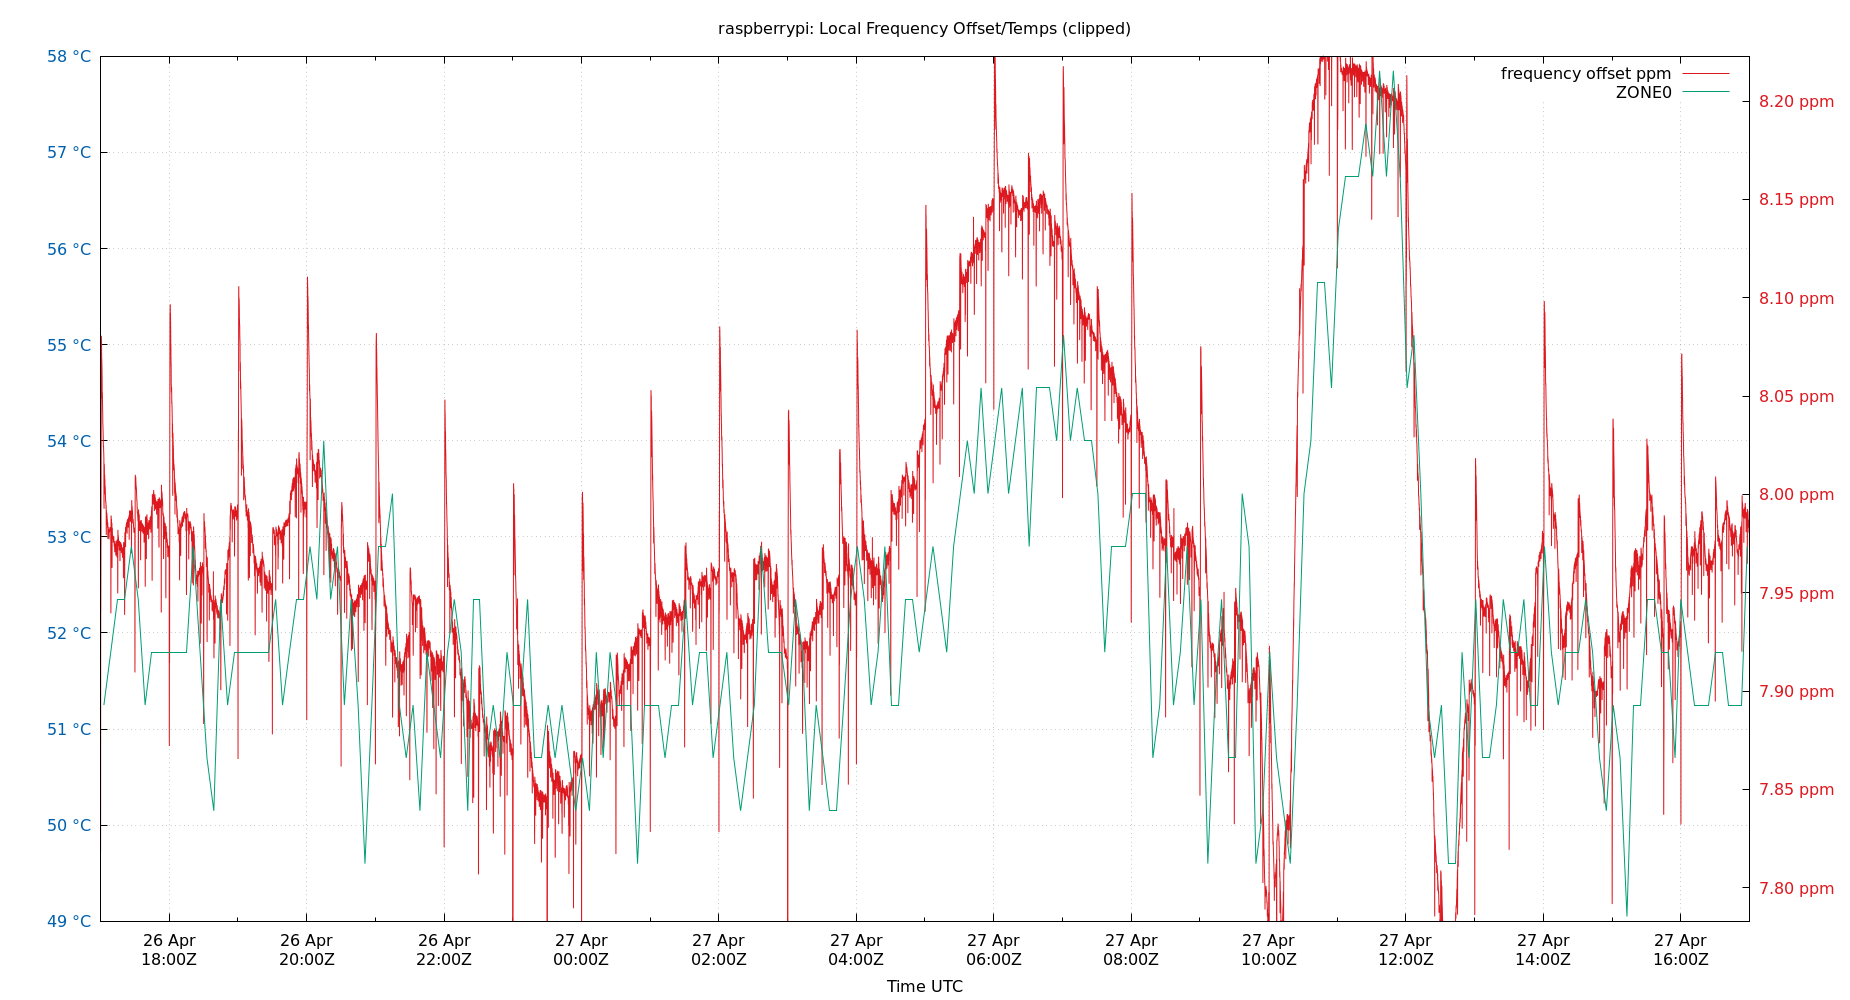 raspberrypi: Local Frequency Offset/Temps (clipped)
frequency offset ppm
ZONE0
58 °C
57 °C
56 °C
55 °C
54 °C
53 °C
52 °C
51 °C
50 °C
49 °C
8.20 ppm
8.15 ppm
8.10 ppm
8.05 ppm
8.00 ppm
7.95 ppm
7.90 ppm
7.85 ppm
7.80 ppm
26 Apr
18:00Z
26 Apr
20:00Z
26 Apr
22:00Z
27 Apr
00:00Z
27 Apr
02:00Z
27 Apr
04:00Z
27 Apr
06:00Z
27 Apr
08:00Z
27 Apr
10:00Z
27 Apr
12:00Z
27 Apr
14:00Z
27 Apr
16:00Z
Time UTC